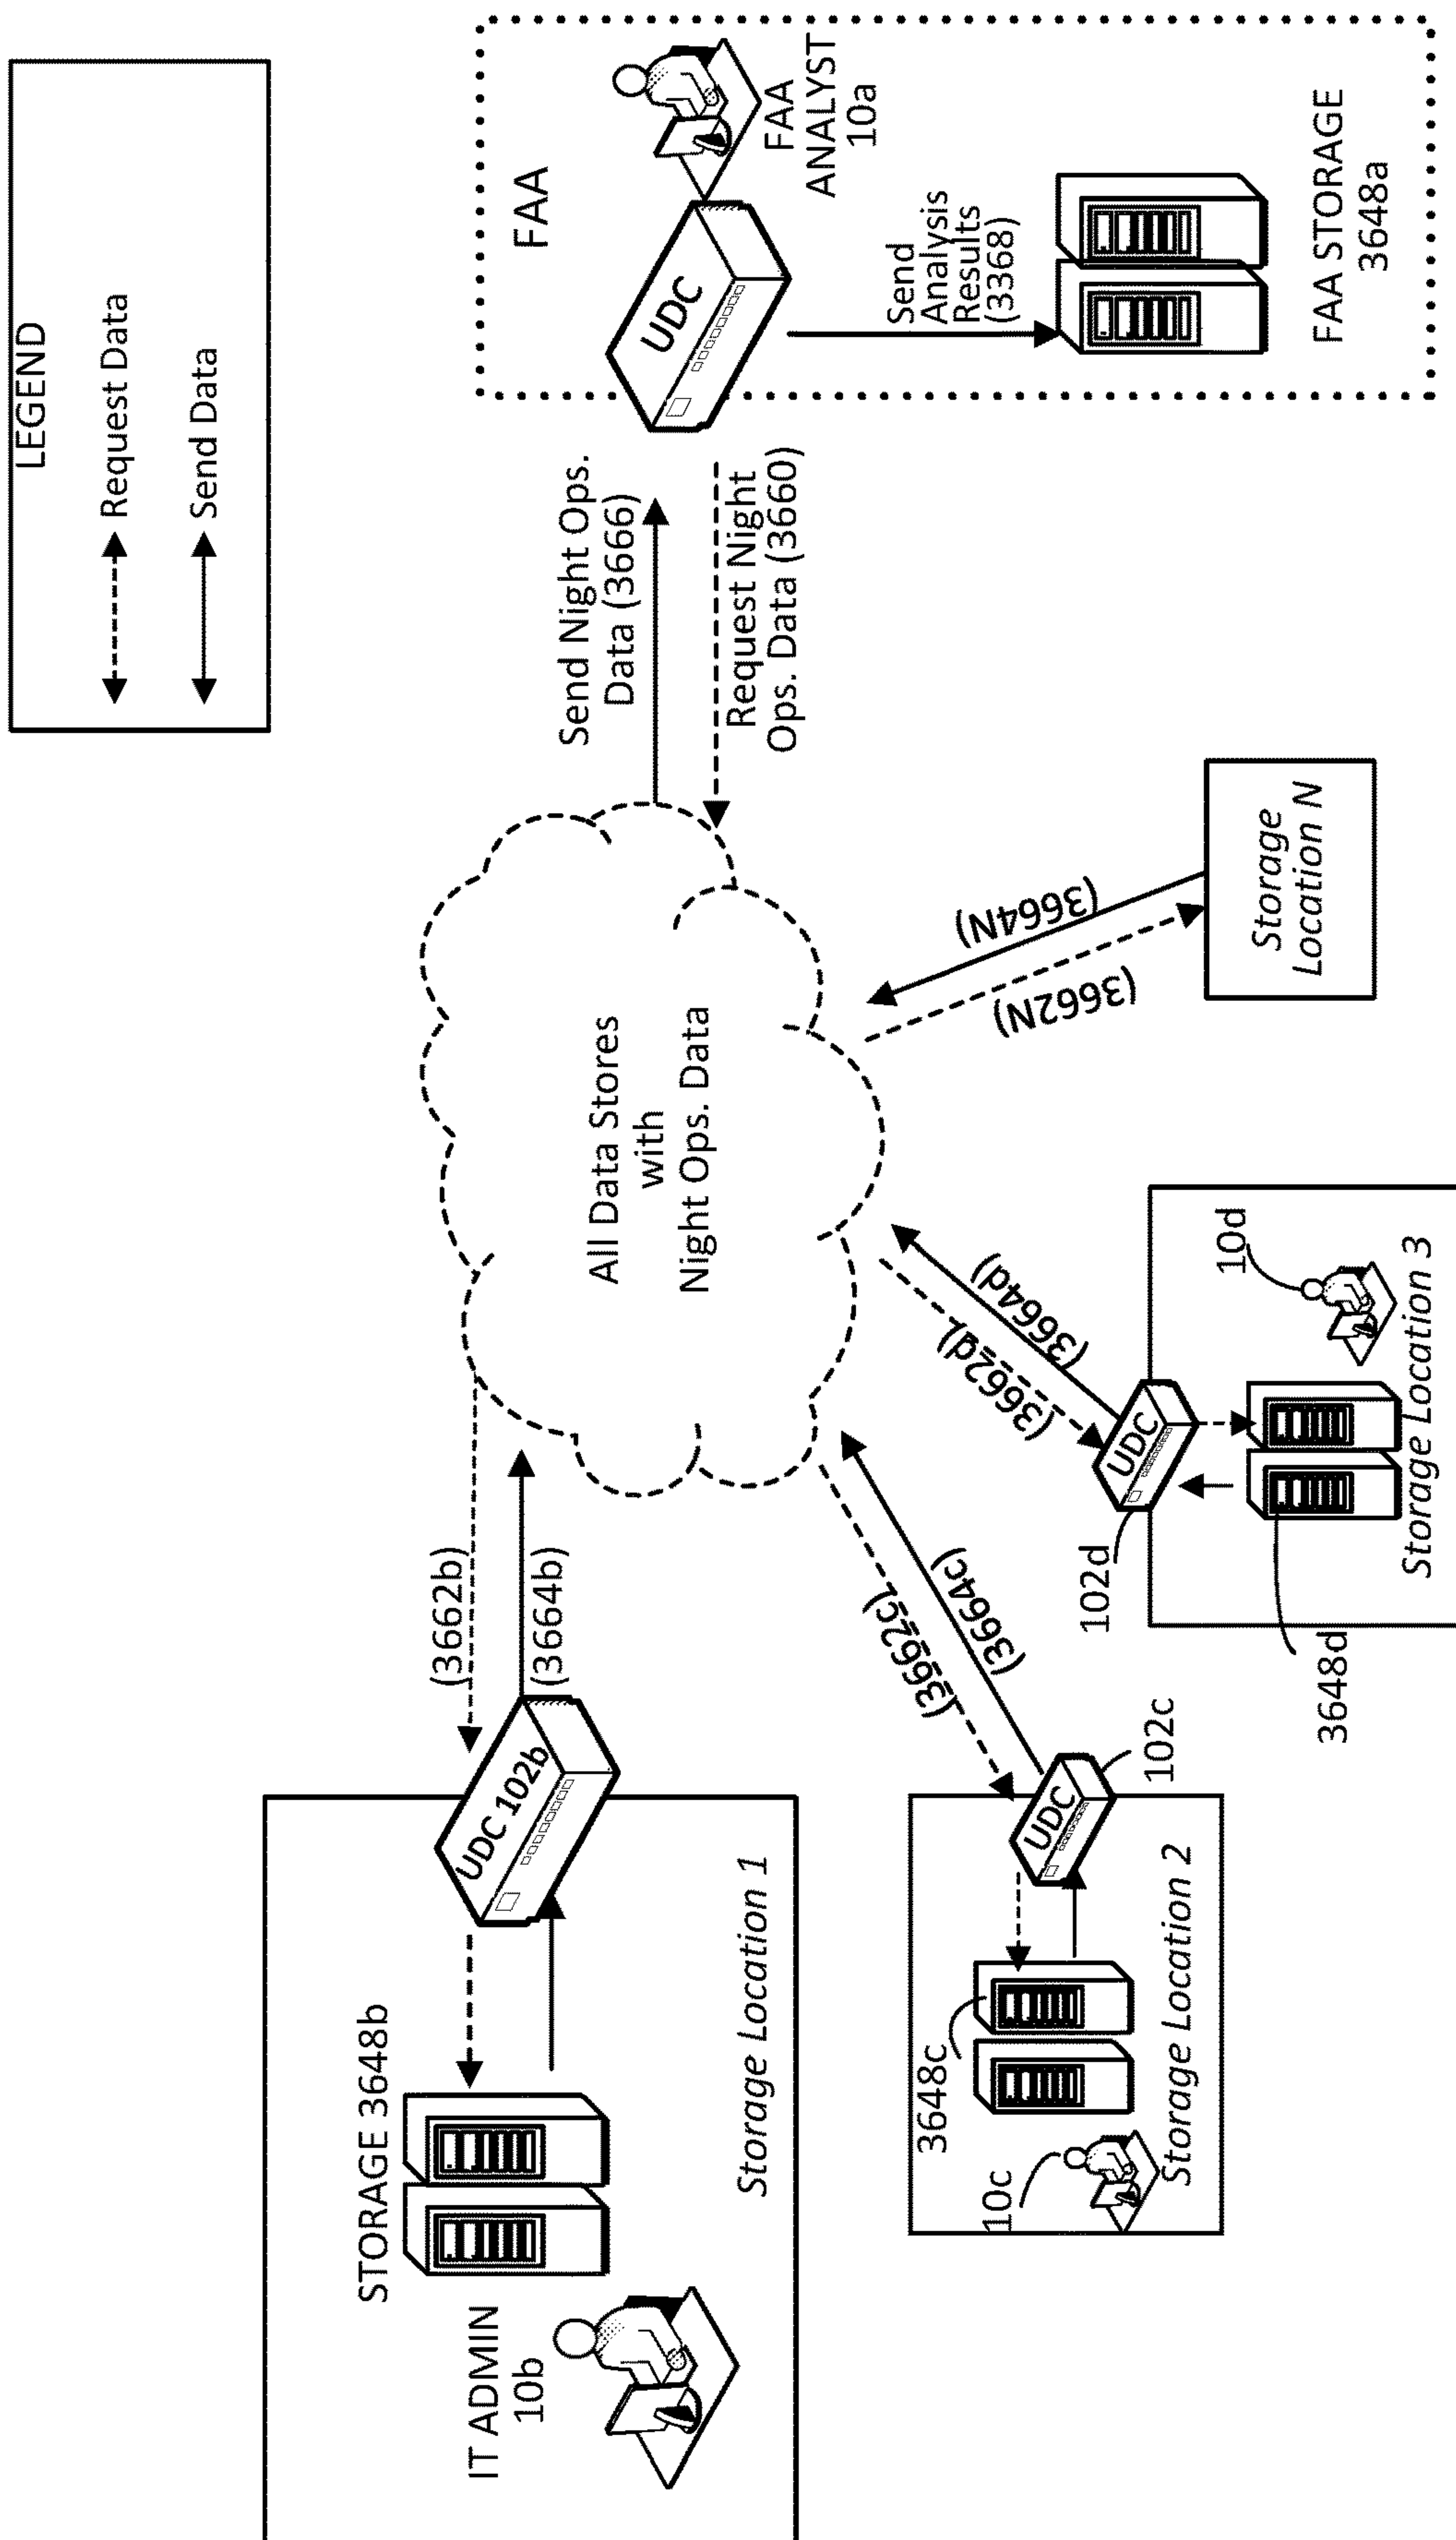 LEGEND
Request Data
Send Data
FAA
UDC
FAA
ANALYST
10a
Send
Analysis
Results
(3368)
FAA STORAGE
3648a
Send Night Ops.
Data (3666)
Request Night
Ops. Data (3660)
All Data Stores
with
Night Ops. Data
(3662b)
(3664b)
UDC 102b
STORAGE 3648b
IT ADMIN
10b
Storage Location 1
(3662c)
(3664c)
UDC
102c
3648c
10c
Storage Location 2
(3662d)
(3664d)
UDC
102d
3648d
10d
Storage Location 3
(3662N)
(3664N)
Storage
Location N